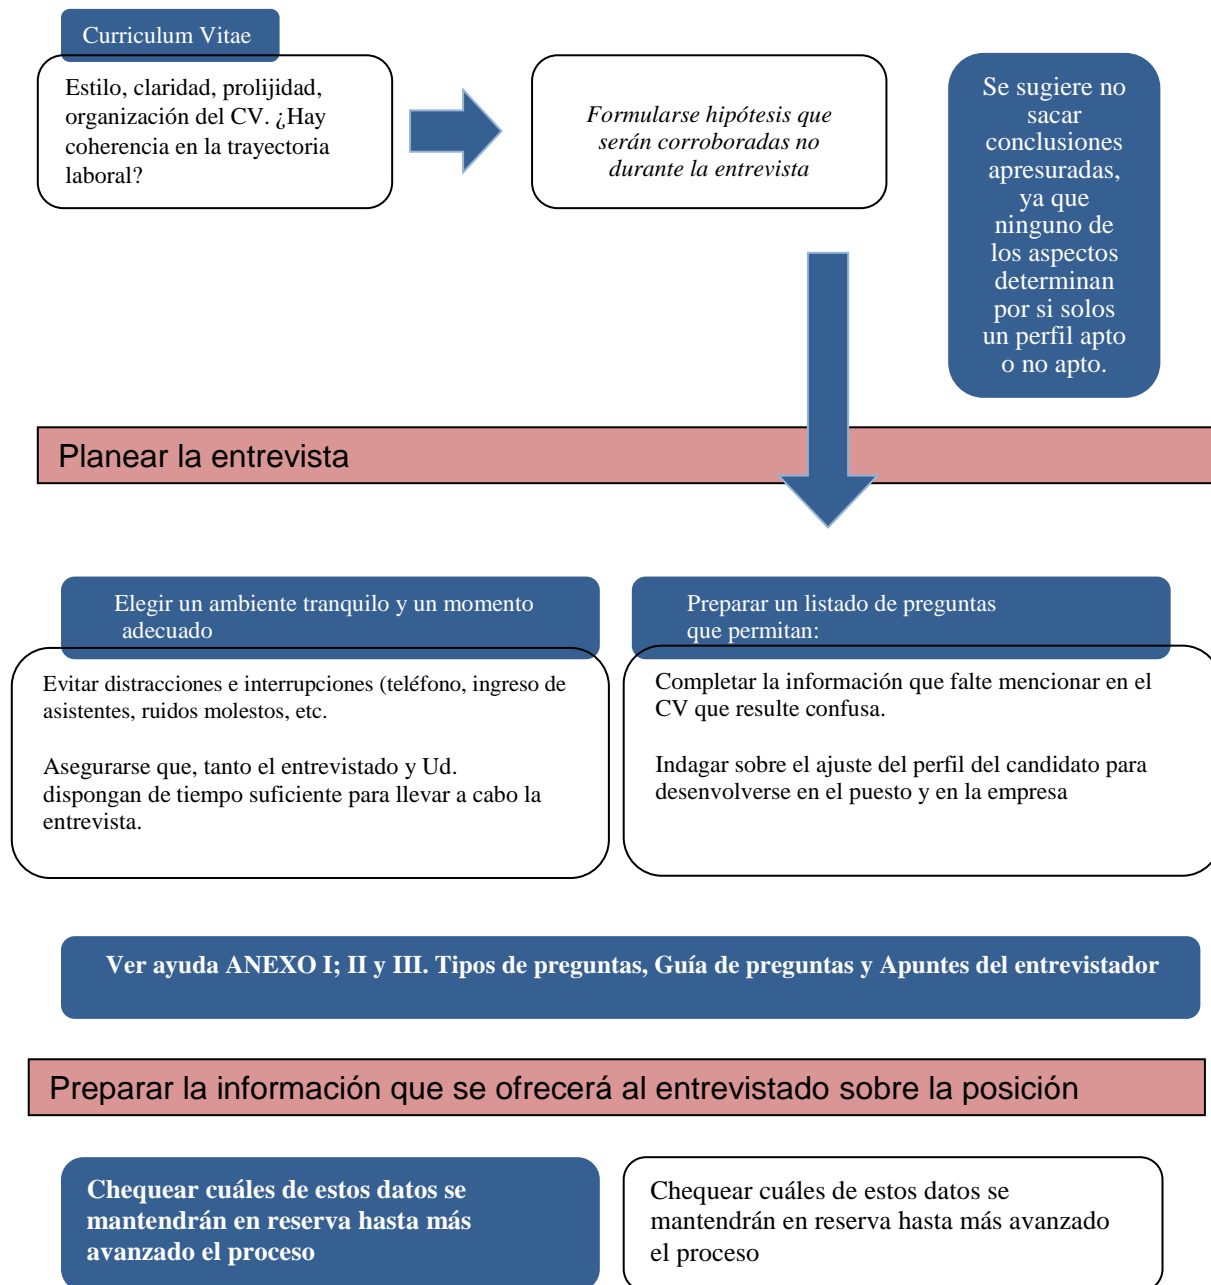 Curriculum Vitae
Estilo, claridad, prolijidad,
organización del CV. ¿Hay
coherencia en la trayectoria
laboral?
Formularse hipótesis que
serán corroboradas no
durante la entrevista
Se sugiere no
sacar
conclusiones
apresuradas,
ya que
ninguno de
los aspectos
determinan
por si solos
un perfil apto
o no apto.
Planear la entrevista
Elegir un ambiente tranquilo y un momento
adecuado
Evitar distracciones e interrupciones (teléfono, ingreso de
asistentes, ruidos molestos, etc.
Asegurarse que, tanto el entrevistado y Ud.
dispongan de tiempo suficiente para llevar a cabo la
entrevista.
Preparar un listado de preguntas
que permitan:
Completar la información que falte mencionar en el
CV que resulte confusa.
Indagar sobre el ajuste del perfil del candidato para
desenvolverse en el puesto y en la empresa
Ver ayuda ANEXO I; II y III. Tipos de preguntas, Guía de preguntas y Apuntes del entrevistador
Preparar la información que se ofrecerá al entrevistado sobre la posición
Chequear cuáles de estos datos se
mantendrán en reserva hasta más
avanzado el proceso
Chequear cuáles de estos datos se
mantendrán en reserva hasta más avanzado
el proceso